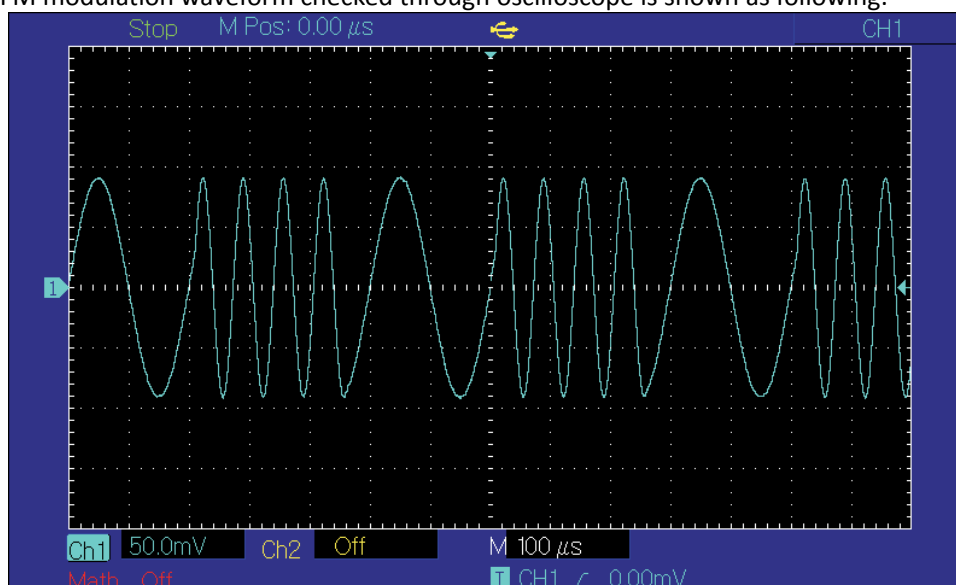 FM modulation waveform checked through oscilloscope is shown as following:
Stop M Pos: 0.00 μs CH1
1
Ch1 50.0mV Ch2 Off M 100 μs
Math Off T CH1 0.00mV